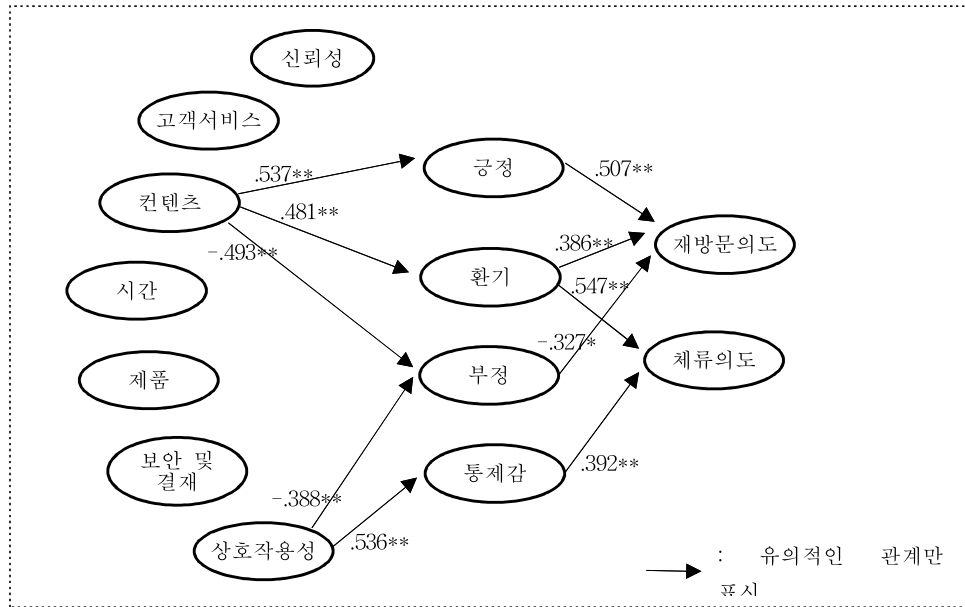 신뢰성
고객서비스
컨텐츠
시간
제품
보안 및
결재
상호작용성
.537**
.481**
-.493**
-.388**
.536**
긍정
환기
부정
통제감
.507**
.386**
.547**
-.327*
.392**
재방문의도
체류의도
: 유의적인 관계만
표시